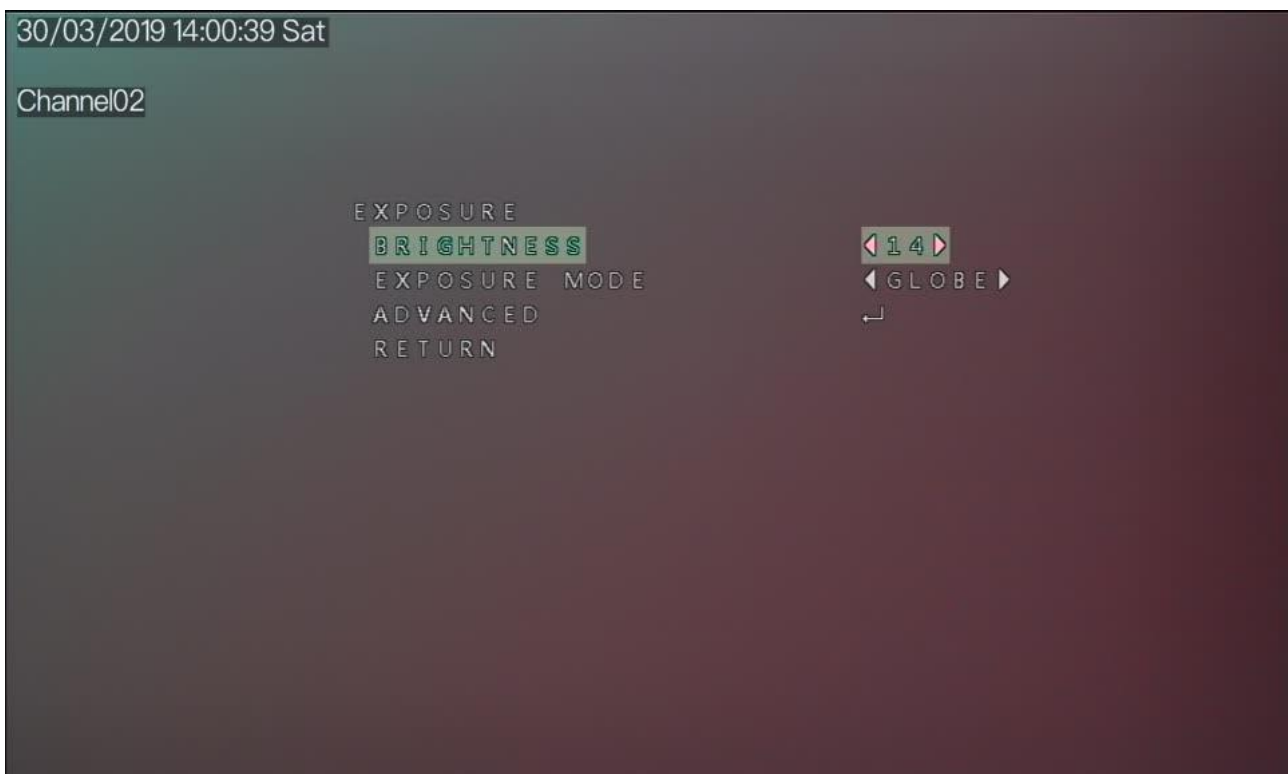 30/03/2019 14:00:39 Sat
Channel02
EXPOSURE
BRIGHTNESS ◀14▶
EXPOSURE MODE ◀GLOBE▶
ADVANCED ↵
RETURN